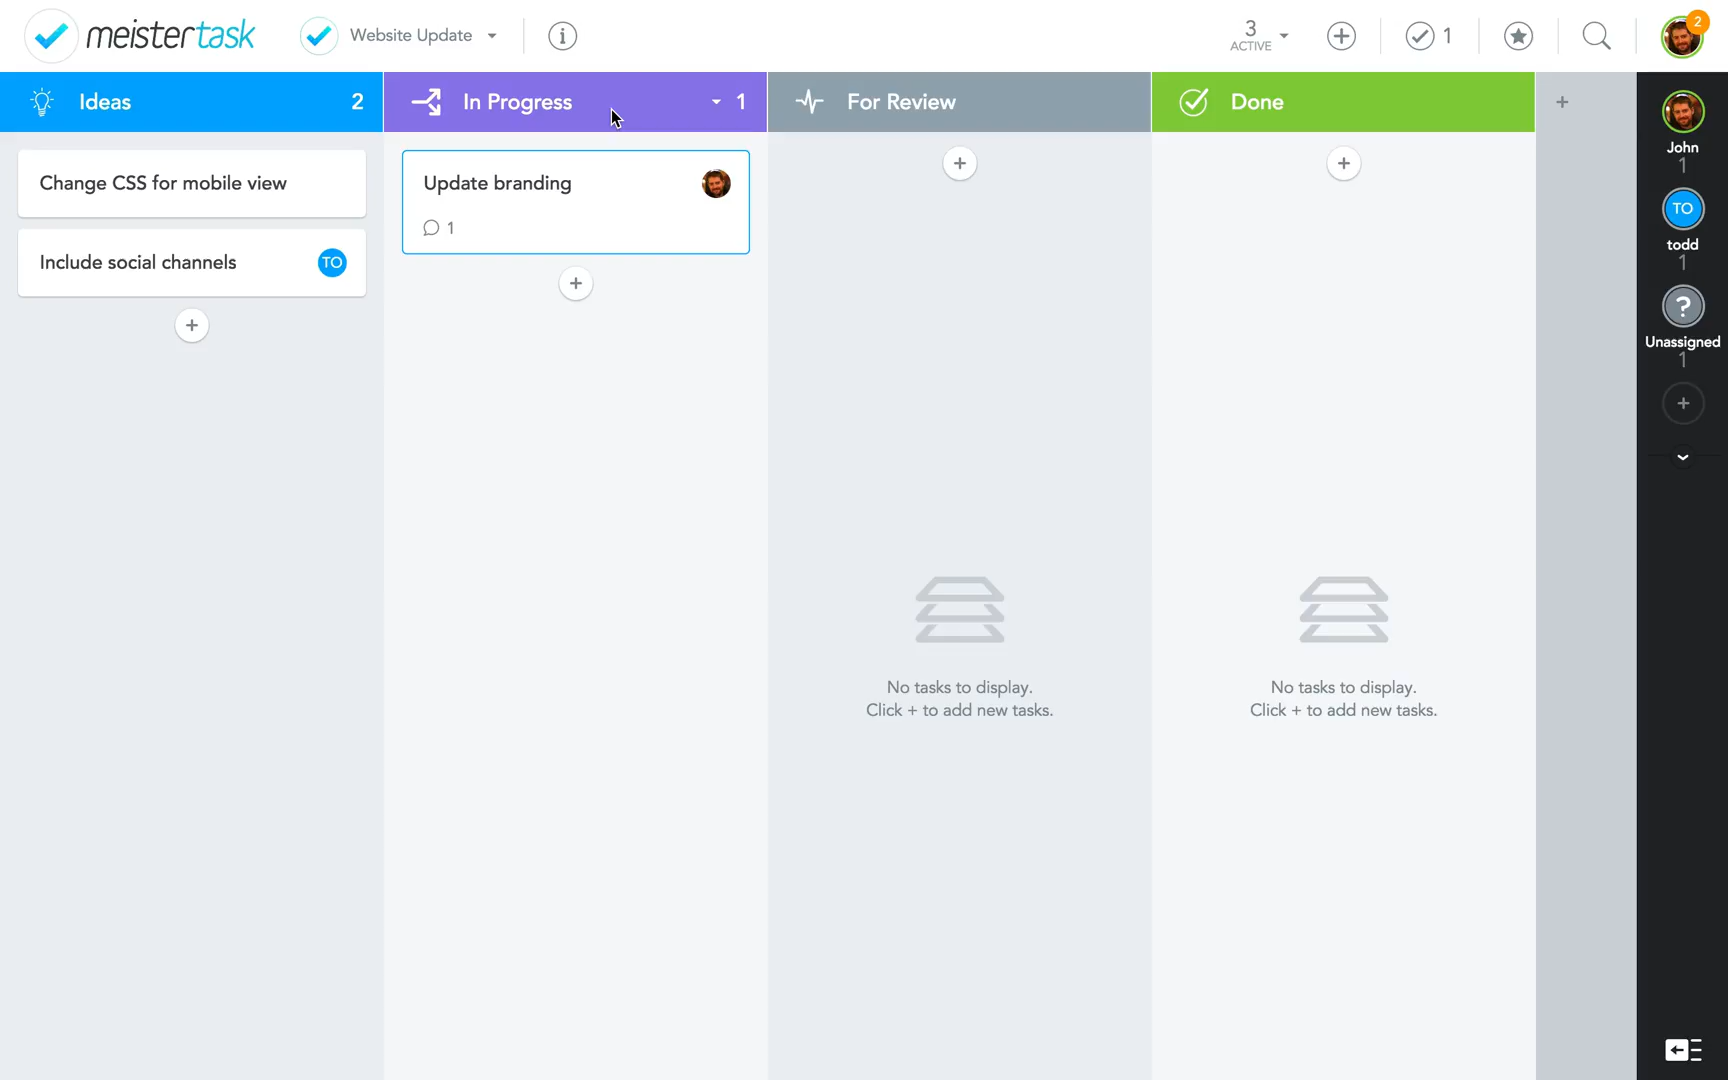 meistertask
Website Update
i
3
ACTIVE
1
2
Ideas
2
In Progress
1
For Review
Done
+
Change CSS for mobile view
Include social channels
TO
+
Update branding
1
+
+
No tasks to display.
Click + to add new tasks.
+
No tasks to display.
Click + to add new tasks.
John
1
TO
todd
1
?
Unassigned
1
+